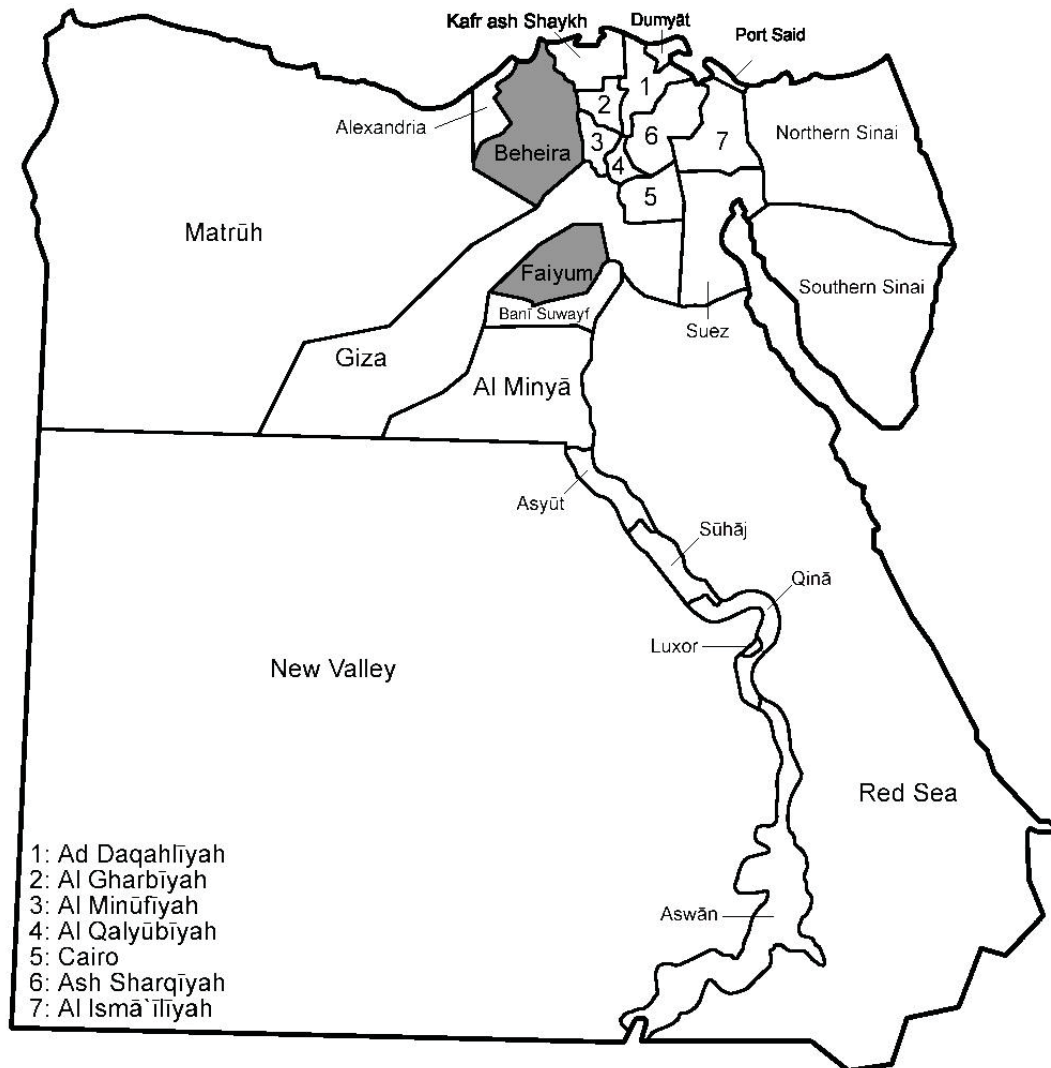 Kafr ash Shaykh
Dumyāt
Port Said
Alexandria
Beheira
1
2
3
4
5
6
7
Northern Sinai
Matrūh
Faiyum
Southern Sinai
Banī Suwayf
Suez
Giza
Al Minyā
Asyūt
Sūhāj
Qinā
Luxor
New Valley
Red Sea
Aswān
1: Ad Daqahlīyah
2: Al Gharbīyah
3: Al Minūfīyah
4: Al Qalyūbīyah
5: Cairo
6: Ash Sharqīyah
7: Al Ismā`īlīyah